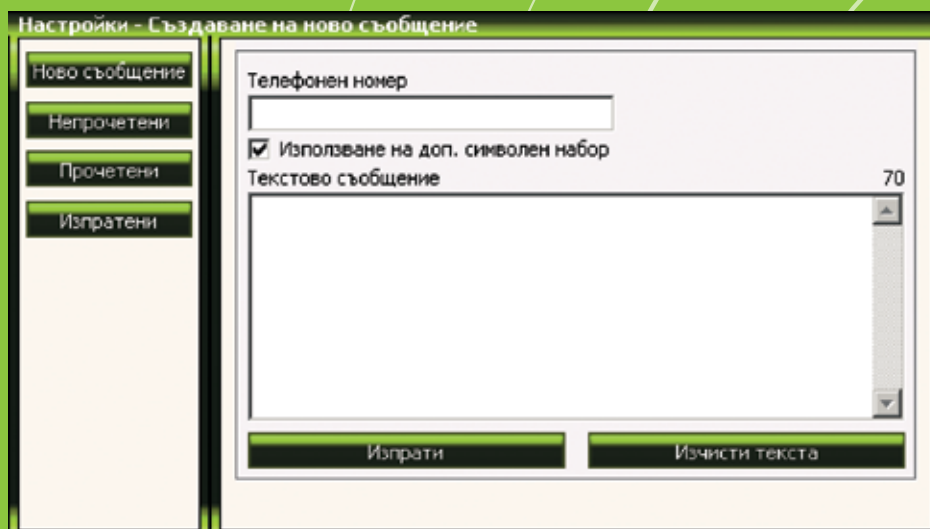 Настройки - Създаване на ново съобщение
Ново съобщение
Непрочетени
Прочетени
Изпратени
Телефонен номер
Използване на доп. символен набор
Текстово съобщение 70
Изпрати Изчисти текста